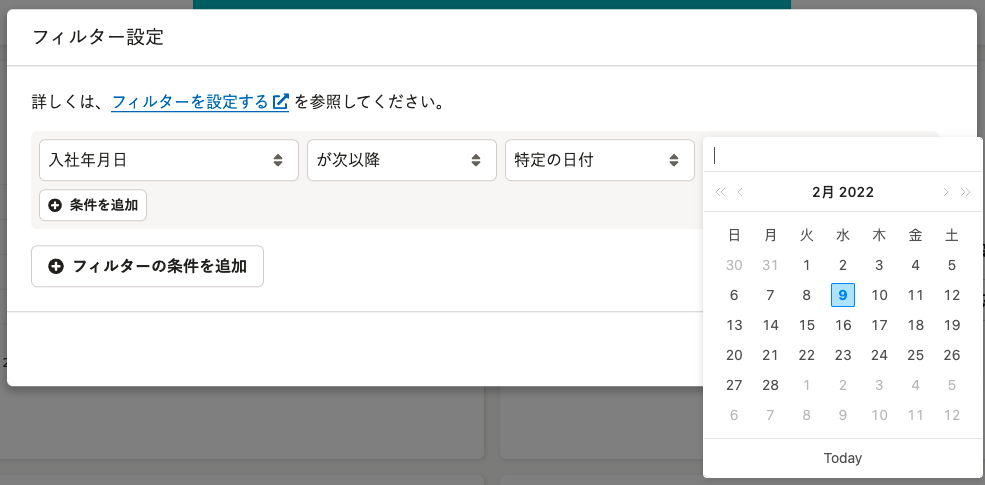 フィルター設定
詳しくは、フィルターを設定する を参照してください。
入社年月日 が次以降 特定の日付
条件を追加
フィルターの条件を追加
2月 2022
日 月 火 水 木 金 土
30 31 1 2 3 4 5
6 7 8 9 10 11 12
13 14 15 16 17 18 19
20 21 22 23 24 25 26
27 28 1 2 3 4 5
6 7 8 9 10 11 12
Today